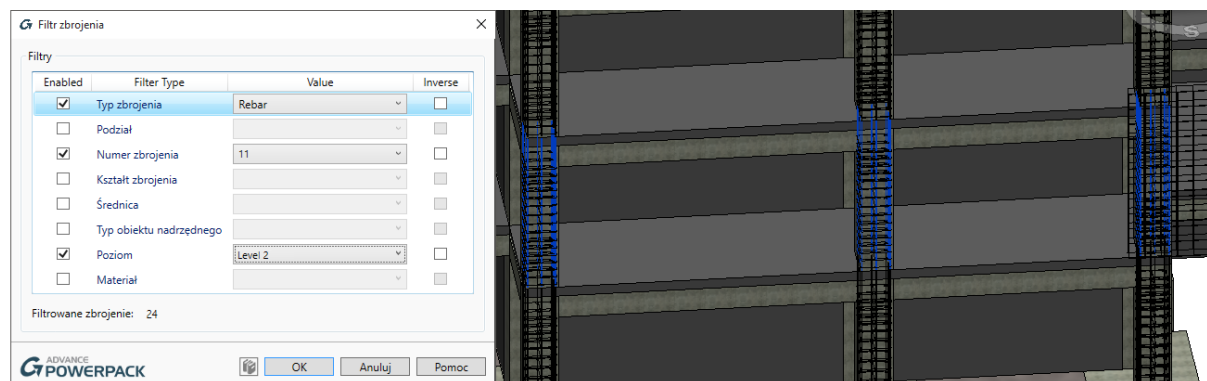 Filtr zbrojenia
Filtry
Enabled Filter Type Value Inverse
Typ zbrojenia Rebar
Podział
Numer zbrojenia 11
Kształt zbrojenia
Średnica
Typ obiektu nadrzędnego
Poziom Level 2
Materiał
Filtrowane zbrojenie: 24
ADVANCE
POWERPACK
OK Anuluj Pomoc
S